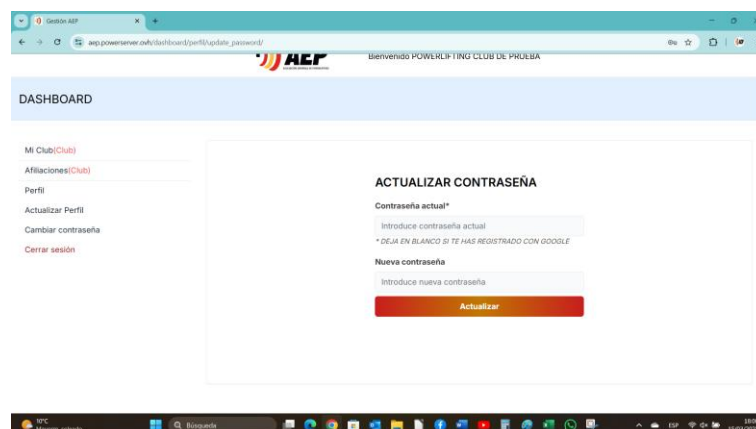 Gestión AEP
aep.powerserver.ovh/dashboard/perfil/update_password/
AEP
Bienvenido POWERLIFTING CLUB DE PRUEBA
DASHBOARD
Mi Club(Club)
Afiliaciones(Club)
Perfil
Actualizar Perfil
Cambiar contraseña
Cerrar sesión
ACTUALIZAR CONTRASEÑA
Contraseña actual*
Introduce contraseña actual
* DEJA EN BLANCO SI TE HAS REGISTRADO CON GOOGLE
Nueva contraseña
Introduce nueva contraseña
Actualizar
10°C
Búsqueda
ESP